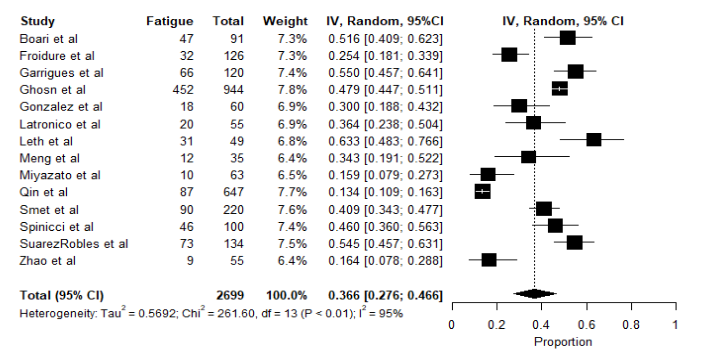 Study Fatigue Total Weight IV, Random, 95%CI IV, Random, 95% CI
Boari et al 47 91 7.3% 0.516 [0.409; 0.623]
Froidure et al 32 126 7.3% 0.254 [0.181; 0.339]
Garrigues et al 66 120 7.4% 0.550 [0.457; 0.641]
Ghosn et al 452 944 7.8% 0.479 [0.447; 0.511]
Gonzalez et al 18 60 7.0% 0.300 [0.188; 0.432]
Latronico et al 20 55 7.0% 0.364 [0.238; 0.504]
Leth et al 31 49 6.9% 0.633 [0.483; 0.766]
Meng et al 12 35 6.6% 0.343 [0.191; 0.522]
Miyazato et al 10 63 6.7% 0.159 [0.079; 0.273]
Qin et al 87 647 7.6% 0.134 [0.109; 0.163]
Smet et al 90 220 7.6% 0.409 [0.343; 0.477]
Spinicci et al 46 100 7.3% 0.460 [0.360; 0.563]
SuarezRobles et al 73 134 7.4% 0.545 [0.457; 0.631]
Zhao et al 9 55 6.4% 0.164 [0.078; 0.288]
Total (95% CI) 2699 100.0% 0.366 [0.276; 0.466]
Heterogeneity: Tau² = 0.5692; Chi² = 261.60, df = 13 (P < 0.01); I² = 95%
0 0.2 0.4 0.6 0.8 1
Proportion